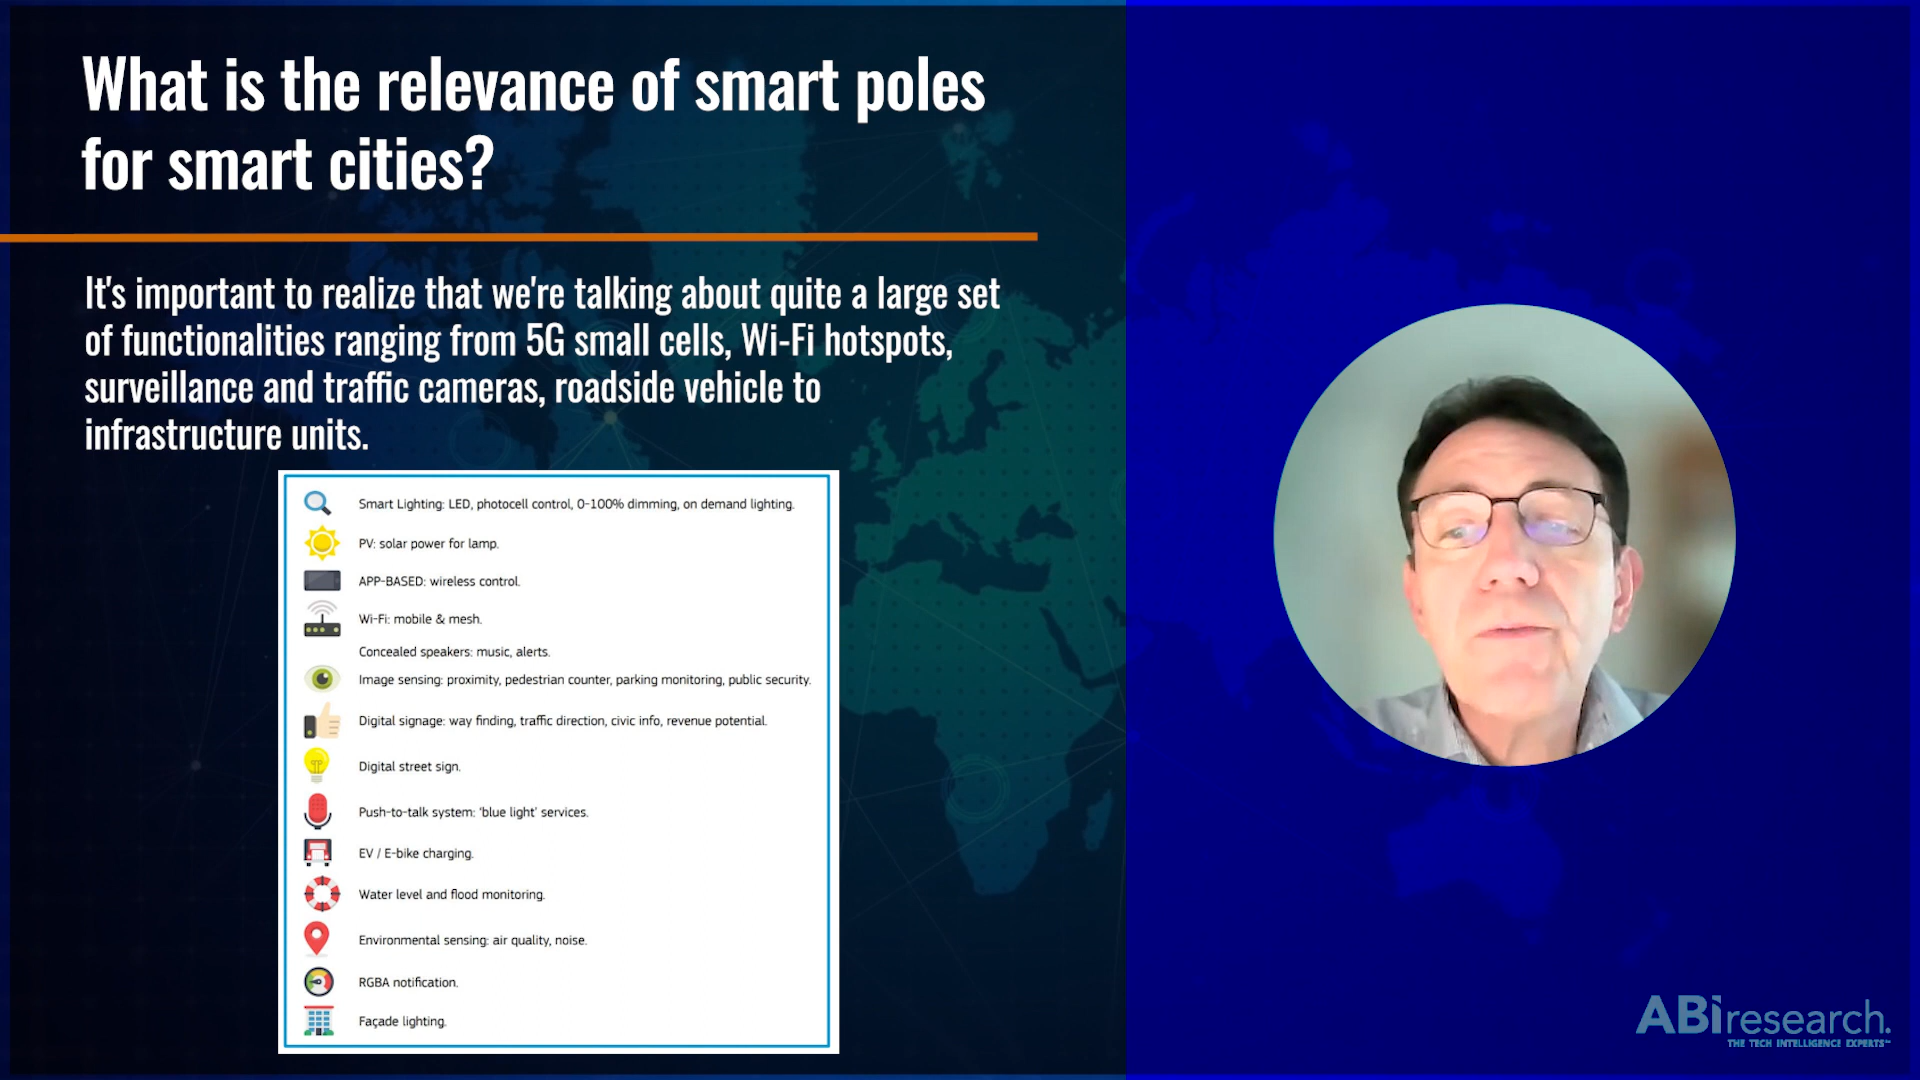 What is the relevance of smart poles
for smart cities?
It's important to realize that we're talking about quite a large set
of functionalities ranging from 5G small cells, Wi-Fi hotspots,
surveillance and traffic cameras, roadside vehicle to
infrastructure units.
Smart Lighting: LED, photocell control, 0-100% dimming, on demand lighting.
PV: solar power for lamp.
APP-BASED: wireless control.
Wi-Fi: mobile & mesh.
Concealed speakers: music, alerts.
Image sensing: proximity, pedestrian counter, parking monitoring, public security.
Digital signage: way finding, traffic direction, civic info, revenue potential.
Digital street sign.
Push-to-talk system: 'blue light' services.
EV / E-bike charging.
Water level and flood monitoring.
Environmental sensing: air quality, noise.
RGBA notification.
Façade lighting.
ABiresearch.
THE TECH INTELLIGENCE EXPERTS™